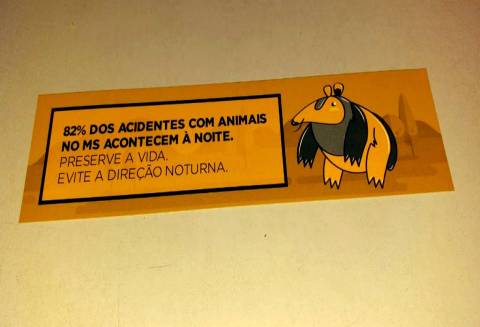 82% DOS ACIDENTES COM ANIMAIS
NO MS ACONTECEM À NOITE.
PRESERVE A VIDA.
EVITE A DIREÇÃO NOTURNA.